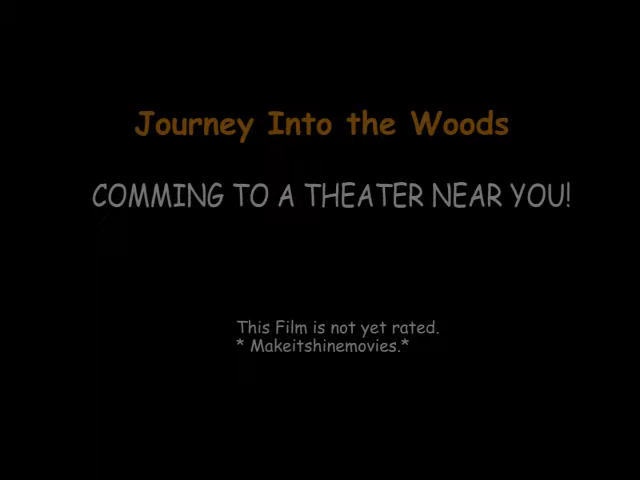 Journey Into the Woods
COMMING TO A THEATER NEAR YOU!
This Film is not yet rated.
* Makeitshinemovies.*